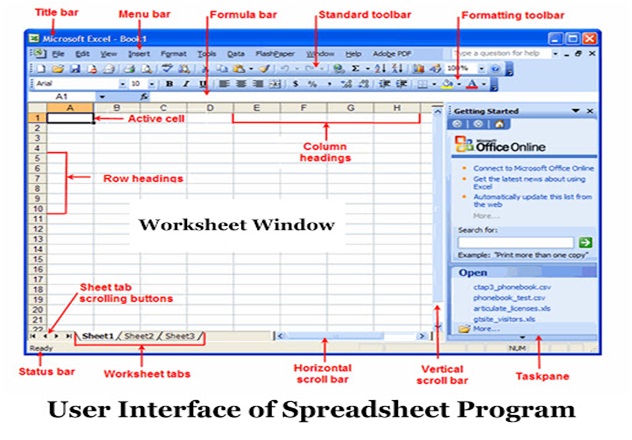 Title bar
Menu bar
Formula bar
Standard toolbar
Formatting toolbar
Microsoft Excel - Book1
File Edit View Insert Format Tools Data FlashPaper Window Help Adobe PDF
Type a question for help
100%
Arial
10
B I U
$ %
A1
fx
A B C D E F G H
1
2
3
4
5
6
7
8
9
10
11
12
13
14
15
16
17
18
19
20
21
22
Active cell
Column
headings
Row headings
Worksheet Window
Sheet tab
scrolling buttons
Getting Started
Microsoft
Office Online
Connect to Microsoft Office Online
Get the latest news about using
Excel
Automatically update this list from
the web
More...
Search for:
Example: "Print more than one copy"
Open
ctap3_phonebook.csv
phonebook_test.csv
articulate_licenses.xls
gtsite_visitors.xls
More...
Sheet1 Sheet2 Sheet3
Ready
NUM
Status bar
Worksheet tabs
Horizontal
scroll bar
Vertical
scroll bar
Taskpane
User Interface of Spreadsheet Program